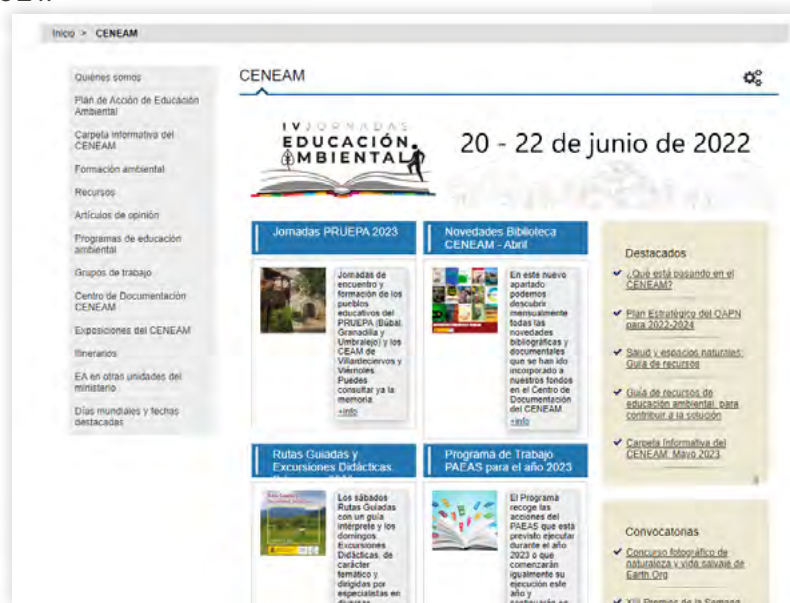 Inicio > CENEAM
Quiénes somos
Plan de Acción de Educación
Ambiental
Carpeta informativa del
CENEAM
Formación ambiental
Recursos
Artículos de opinión
Programas de educación
ambiental
Grupos de trabajo
Centro de Documentación
CENEAM
Exposiciones del CENEAM
Itinerarios
EA en otras unidades del
ministerio
Días mundiales y fechas
destacadas
CENEAM
IV JORNADAS
EDUCACIÓN
AMBIENTAL
20 - 22 de junio de 2022
Jornadas PRUEPA 2023
Jornadas de
encuentro y
formación de los
pueblos
educativos del
PRUEPA (Búbal,
Granadilla y
Umbralejo) y los
CEAM de
Villardeciervos y
Viérnoles.
Puedes
consultar ya la
memoria.
+info
Novedades Biblioteca
CENEAM - Abril
En este nuevo
apartado
podemos
descubrir
mensualmente
todas las
novedades
bibliográficas y
documentales
que se han ido
incorporado a
nuestros fondos
en el Centro de
Documentación
del CENEAM
+info
Rutas Guiadas y
Excursiones Didácticas.
Los sábados
Rutas Guiadas
con un guía
intérprete y los
domingos
Excursiones
Didácticas, de
carácter
temático y
dirigidas por
especialistas en
Programa de Trabajo
PAEAS para el año 2023
El Programa
recoge las
acciones del
PAEAS que está
previsto ejecutar
durante el año
2023 o que
comenzarán
igualmente su
ejecución este
año y
continuarán en
Destacados
¿Qué está pasando en el
CENEAM?
Plan Estratégico del OAPN
para 2022-2024
Salud y espacios naturales:
Guía de recursos
Guía de recursos de
educación ambiental para
contribuir a la solución
Carpeta Informativa del
CENEAM: Mayo 2023
Convocatorias
Concurso fotográfico de
naturaleza y vida salvaje de
Earth.Org
XIII Premios de la Semana